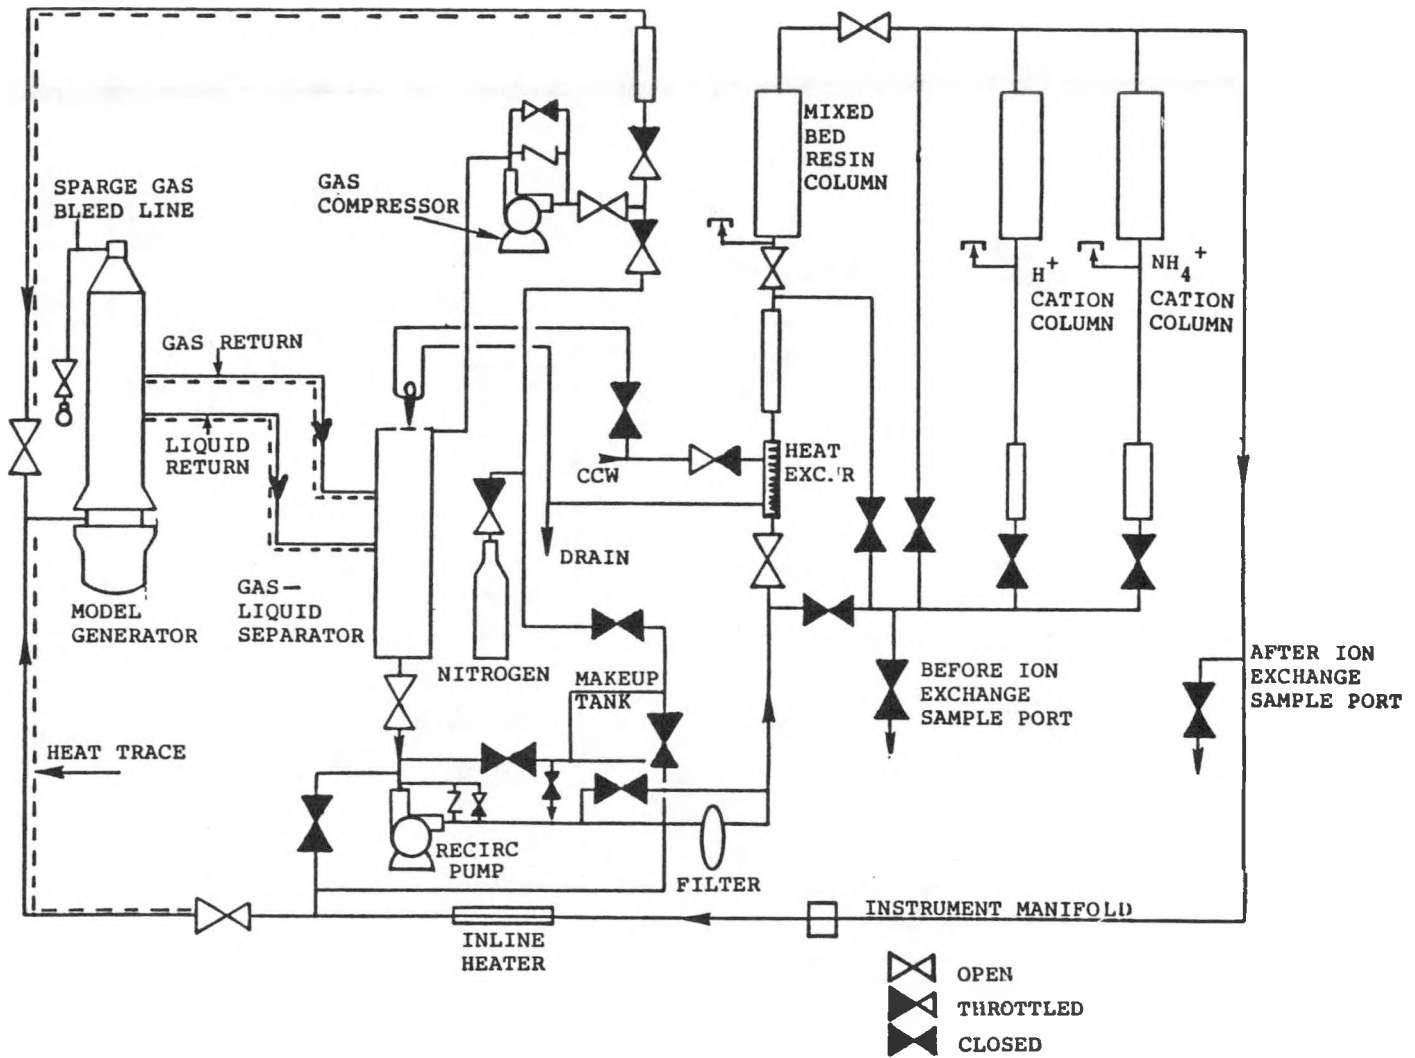 SPARGE GAS
BLEED LINE
GAS
COMPRESSOR
MIXED
BED
RESIN
COLUMN
H+
CATION
COLUMN
NH4+
CATION
COLUMN
GAS RETURN
LIQUID
RETURN
CCW
HEAT
DRAIN
MODEL
GENERATOR
GAS—
LIQUID
SEPARATOR
NITROGEN
MAKEUP
TANK
BEFORE ION
EXCHANGE
SAMPLE PORT
AFTER ION
EXCHANGE
SAMPLE PORT
HEAT TRACE
RECIRC
PUMP
FILTER
INSTRUMENT MANIFOLD
INLINE
HEATER
OPEN
THROTTLED
CLOSED